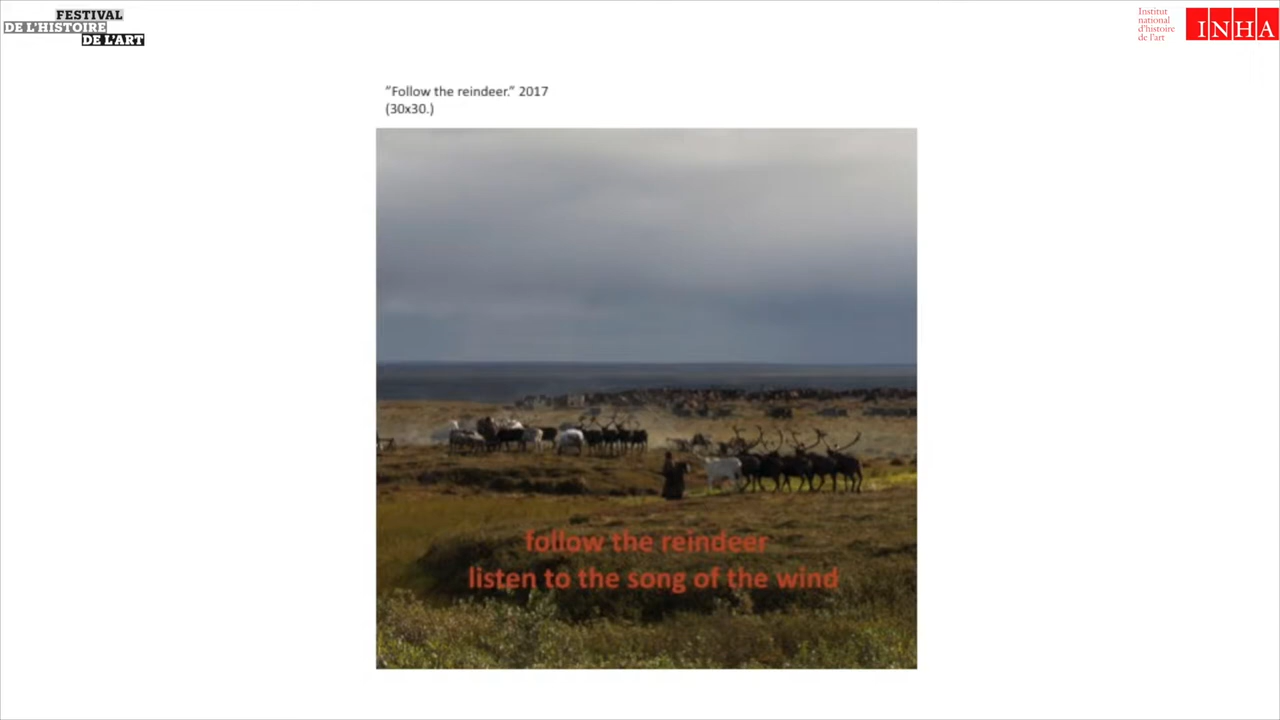 FESTIVAL
DE L'HISTOIRE
DE L'ART
Institut
national
d'histoire
de l'art
INHA
"Follow the reindeer." 2017
(30x30.)
follow the reindeer
listen to the song of the wind